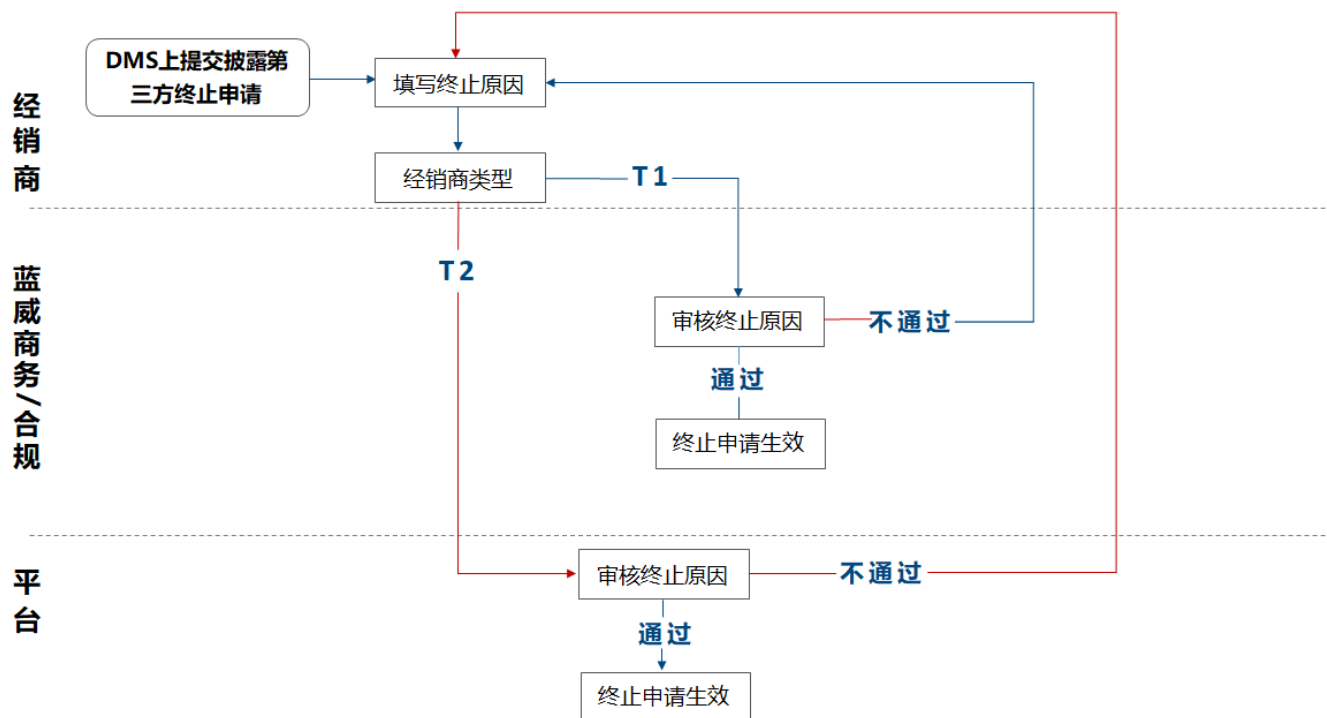 DMS上提交披露第
三方终止申请
填写终止原因
经销商
经销商类型
T1
T2
蓝威商务/合规
审核终止原因
不通过
通过
终止申请生效
平台
审核终止原因
不通过
通过
终止申请生效